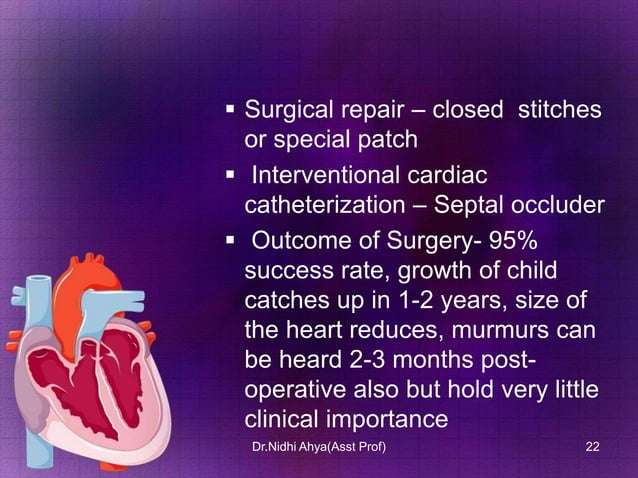 ▪ Surgical repair – closed stitches
or special patch
▪ Interventional cardiac
catheterization – Septal occluder
▪ Outcome of Surgery- 95%
success rate, growth of child
catches up in 1-2 years, size of
the heart reduces, murmurs can
be heard 2-3 months post-
operative also but hold very little
clinical importance
Dr.Nidhi Ahya(Asst Prof) 22